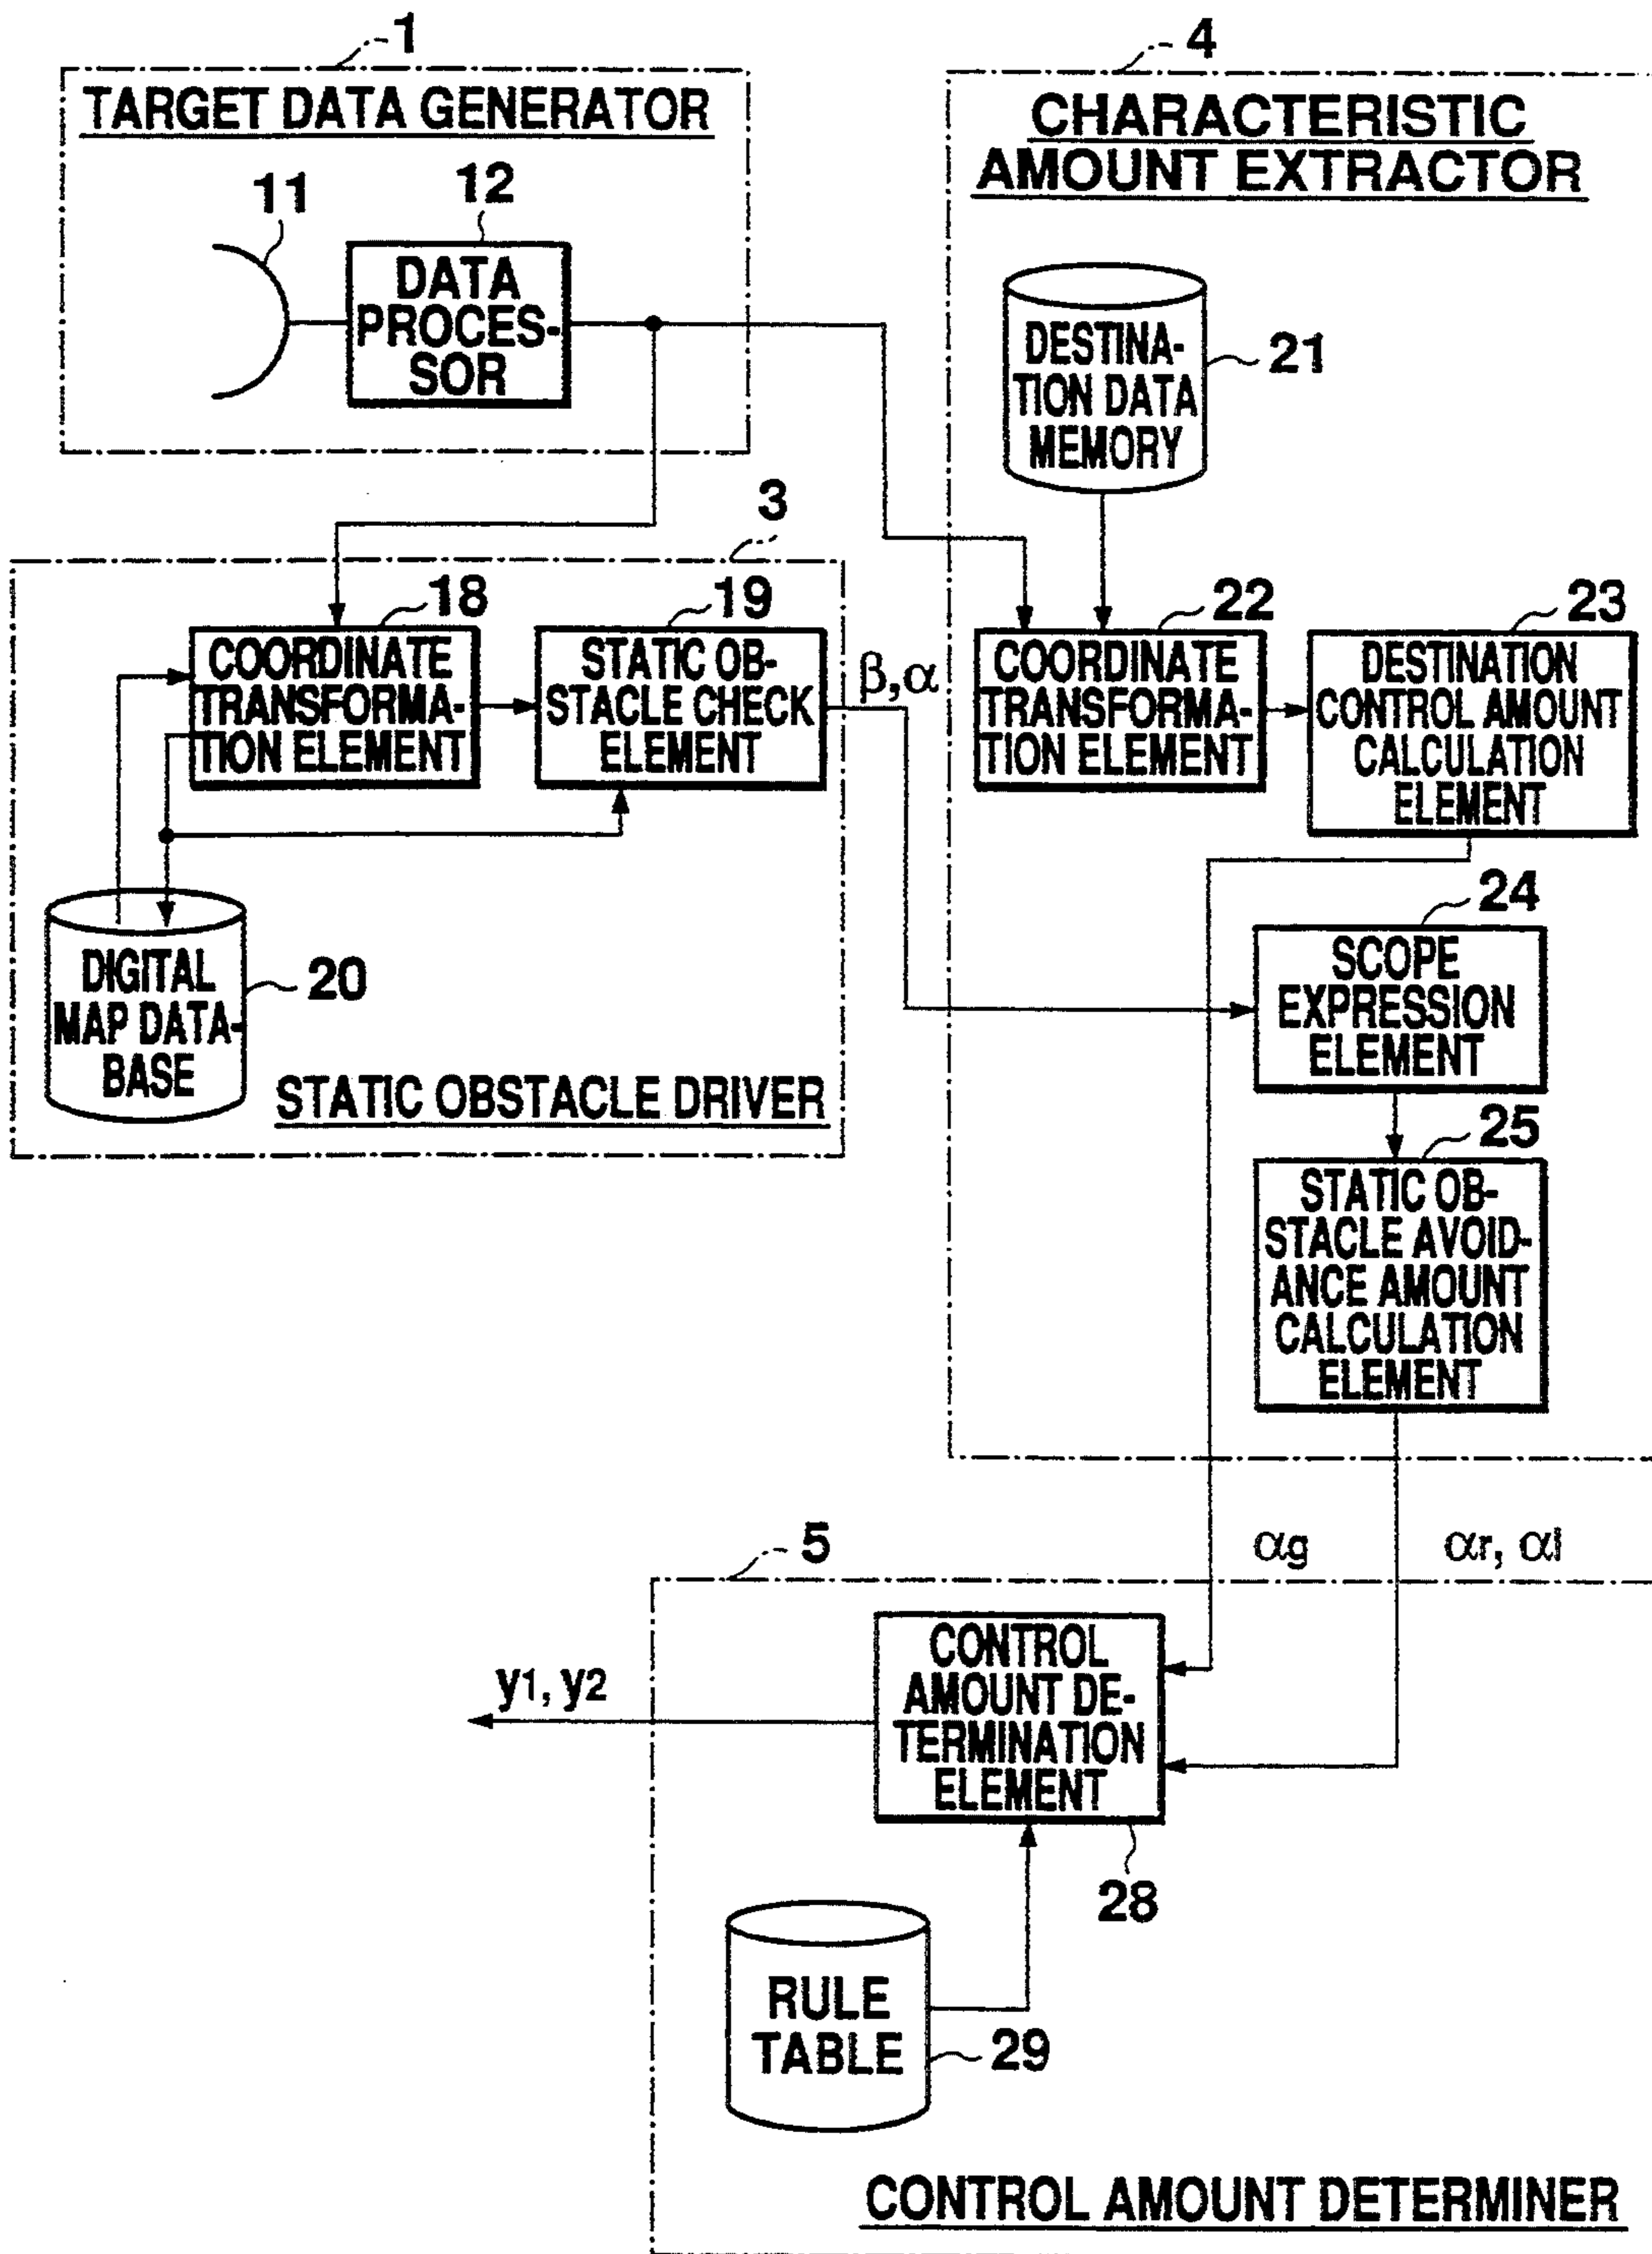 1
TARGET DATA GENERATOR
11
12
DATA
PROCES-
SOR
4
CHARACTERISTIC
AMOUNT EXTRACTOR
DESTINA-
TION DATA
MEMORY
21
3
18
COORDINATE
TRANSFORMA-
TION ELEMENT
19
STATIC OB-
STACLE CHECK
ELEMENT
β,α
22
COORDINATE
TRANSFORMA-
TION ELEMENT
23
DESTINATION
CONTROL AMOUNT
CALCULATION
ELEMENT
DIGITAL
MAP DATA-
BASE
20
STATIC OBSTACLE DRIVER
24
SCOPE
EXPRESSION
ELEMENT
25
STATIC OB-
STACLE AVOID-
ANCE AMOUNT
CALCULATION
ELEMENT
αg
αr, αl
5
CONTROL
AMOUNT DE-
TERMINATION
ELEMENT
y1, y2
28
RULE
TABLE
29
CONTROL AMOUNT DETERMINER